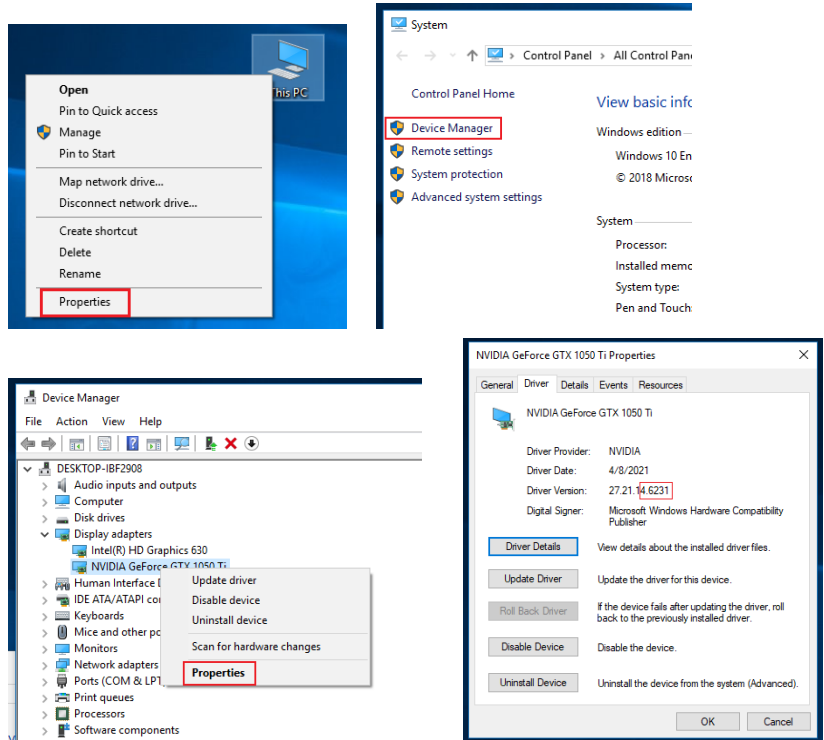 This PC
Open
Pin to Quick access
Manage
Pin to Start
Map network drive...
Disconnect network drive...
Create shortcut
Delete
Rename
Properties
System
Control Panel > All Control Pan
Control Panel Home
Device Manager
Remote settings
System protection
Advanced system settings
View basic info
Windows edition
Windows 10 En
© 2018 Microso
System
Processor:
Installed memo
System type:
Pen and Touch:
Device Manager
File Action View Help
DESKTOP-IBF2908
Audio inputs and outputs
Computer
Disk drives
Display adapters
Intel(R) HD Graphics 630
NVIDIA GeForce GTX 1050 Ti
Human Interface D
IDE ATA/ATAPI co
Keyboards
Mice and other po
Monitors
Network adapters
Ports (COM & LPT
Print queues
Processors
Software components
Update driver
Disable device
Uninstall device
Scan for hardware changes
Properties
NVIDIA GeForce GTX 1050 Ti Properties
General Driver Details Events Resources
NVIDIA GeForce GTX 1050 Ti
Driver Provider: NVIDIA
Driver Date: 4/8/2021
Driver Version: 27.21.14.6231
Digital Signer: Microsoft Windows Hardware Compatibility
Publisher
Driver Details View details about the installed driver files.
Update Driver Update the driver for this device.
Roll Back Driver If the device fails after updating the driver, roll
back to the previously installed driver.
Disable Device Disable the device.
Uninstall Device Uninstall the device from the system (Advanced).
OK Cancel